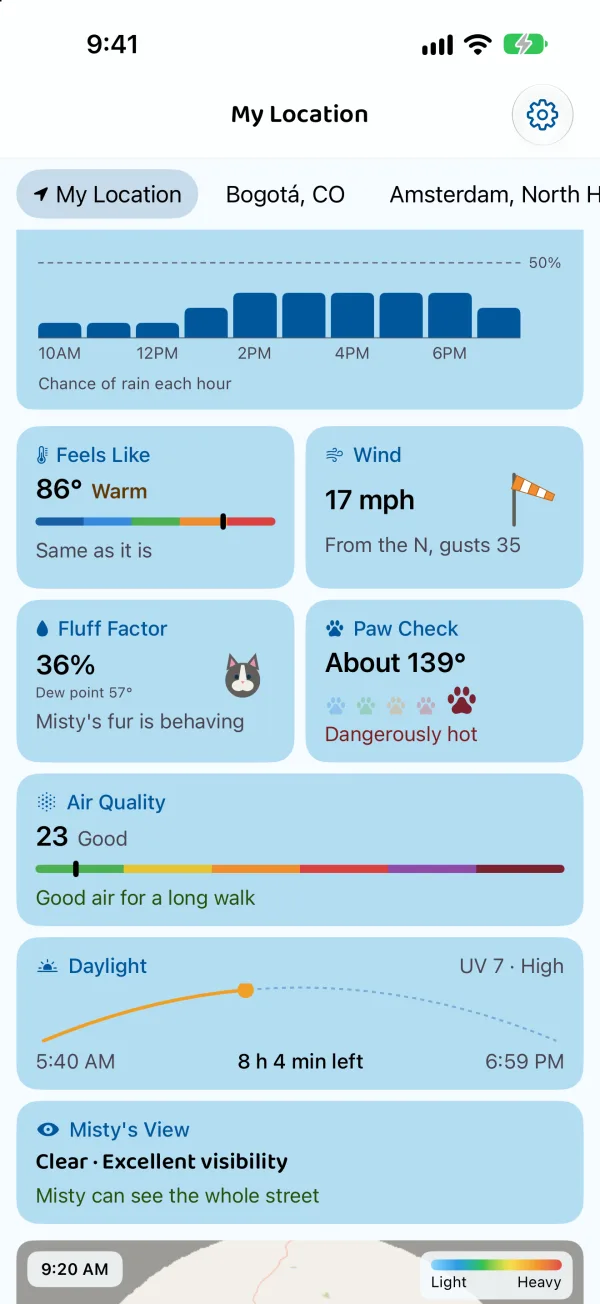 9:41
My Location
My Location
Bogotá, CO
Amsterdam, North H
50%
10AM 12PM 2PM 4PM 6PM
Chance of rain each hour
Feels Like
86° Warm
Same as it is
Wind
17 mph
From the N, gusts 35
Fluff Factor
36%
Dew point 57°
Misty's fur is behaving
Paw Check
About 139°
Dangerously hot
Air Quality
23 Good
Good air for a long walk
Daylight
UV 7 · High
5:40 AM 8 h 4 min left 6:59 PM
Misty's View
Clear · Excellent visibility
Misty can see the whole street
9:20 AM
Light Heavy